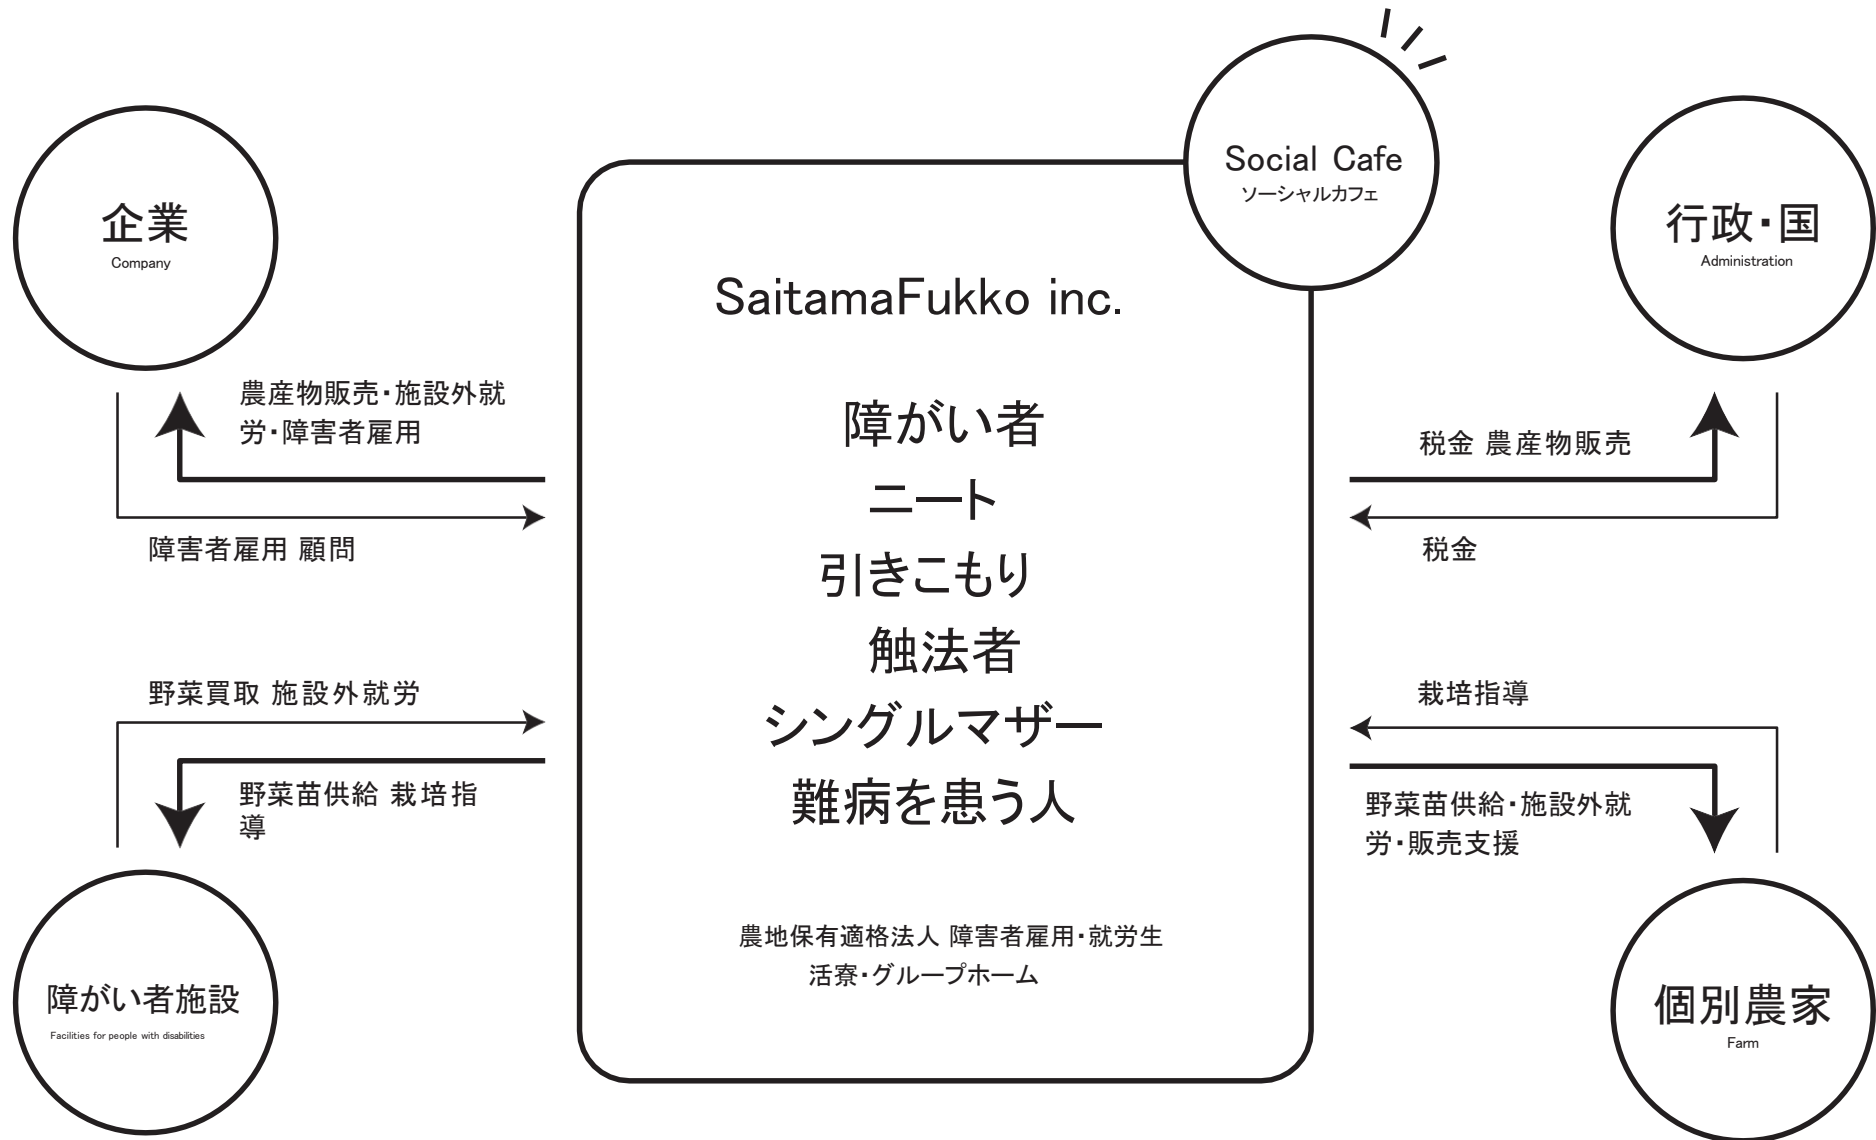 Social Cafe
ソーシャルカフェ
企業
Company
行政・国
Administration
SaitamaFukko inc.
農産物販売・施設外就
労・障害者雇用
障害者雇用 顧問
障がい者
ニート
引きこもり
触法者
シングルマザー
難病を患う人
税金 農産物販売
税金
野菜買取 施設外就労
野菜苗供給 栽培指
導
栽培指導
野菜苗供給・施設外就
労・販売支援
農地保有適格法人 障害者雇用・就労生
活寮・グループホーム
障がい者施設
Facilities for people with disabilities
個別農家
Farm